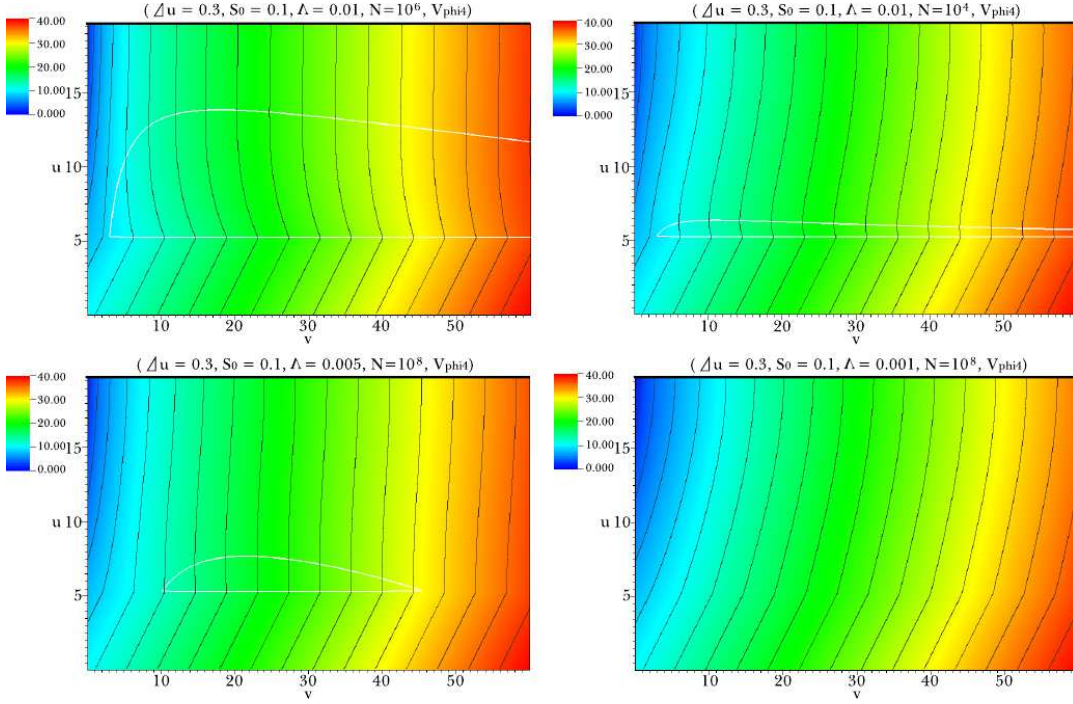 ( ⊿u = 0.3, S₀ = 0.1, Λ = 0.01, N=10⁶, Vphi4)
40.00
30.00
20.00
10.00
0.000
15
u 10
5
10 20 30 40 50
v
( ⊿u = 0.3, S₀ = 0.1, Λ = 0.01, N=10⁴, Vphi4)
40.00
30.00
20.00
10.00
0.000
15
u 10
5
10 20 30 40 50
v
( ⊿u = 0.3, S₀ = 0.1, Λ = 0.005, N=10⁸, Vphi4)
40.00
30.00
20.00
10.00
0.000
15
u 10
5
10 20 30 40 50
v
( ⊿u = 0.3, S₀ = 0.1, Λ = 0.001, N=10⁸, Vphi4)
40.00
30.00
20.00
10.00
0.000
15
u 10
5
10 20 30 40 50
v